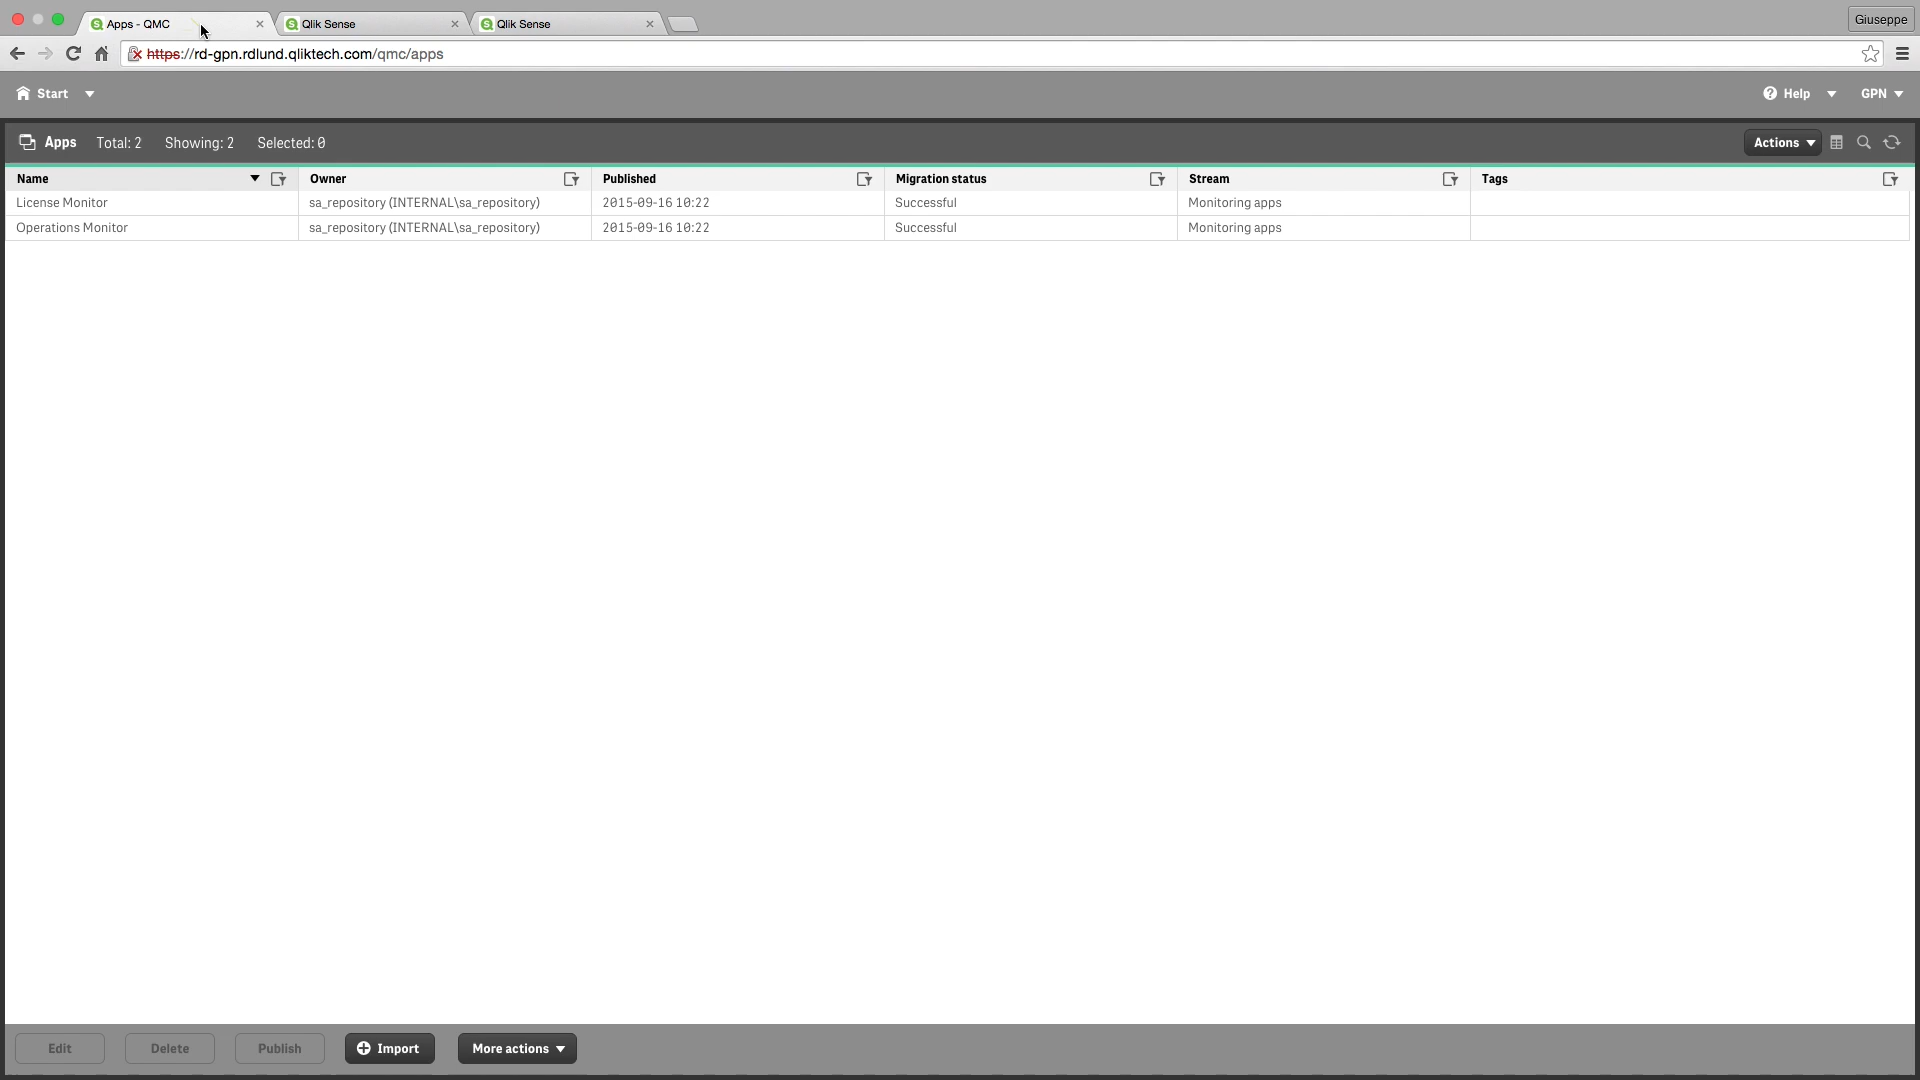 Apps - QMC
Qlik Sense
Qlik Sense
Giuseppe
https://rd-gpn.rdlund.qliktech.com/qmc/apps
Start
Help
GPN
Apps Total: 2 Showing: 2 Selected: 0
Actions
Name Owner Published Migration status Stream Tags
License Monitor sa_repository (INTERNAL\sa_repository) 2015-09-16 10:22 Successful Monitoring apps
Operations Monitor sa_repository (INTERNAL\sa_repository) 2015-09-16 10:22 Successful Monitoring apps
Edit Delete Publish Import More actions